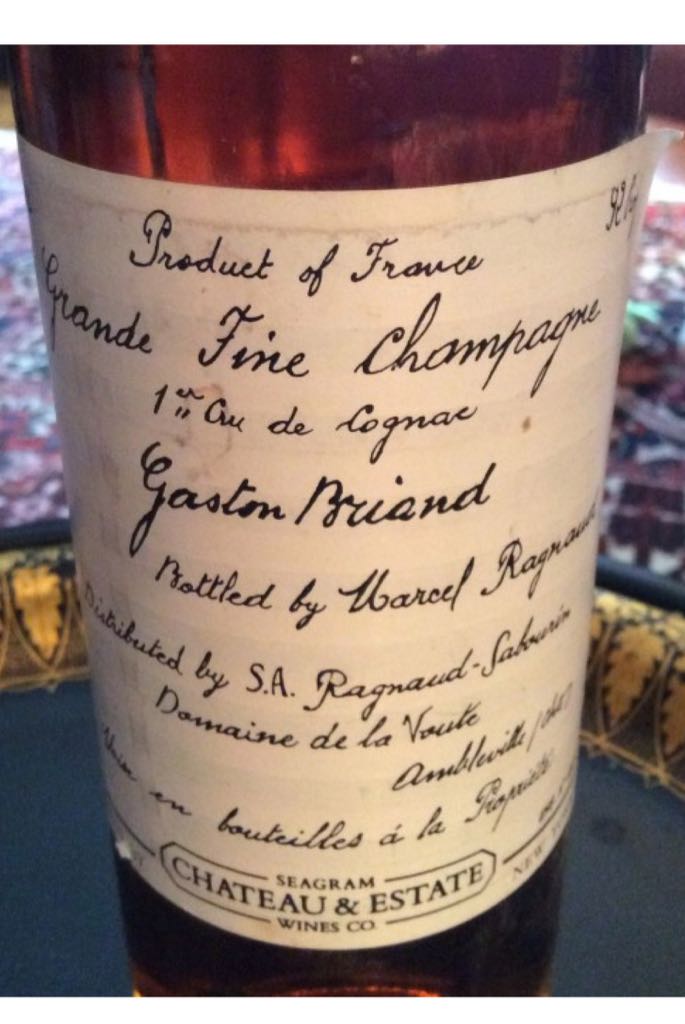 Product of France
Grande Fine Champagne
1er Cru de Cognac
Gaston Briand
Bottled by Marcel
Distributed by S.A. Ragnaud-Sabourin
Domaine de la Voute
Ambleville
en bouteilles á la Propriété
SEAGRAM
CHATEAU & ESTATE
WINES CO.
NEW